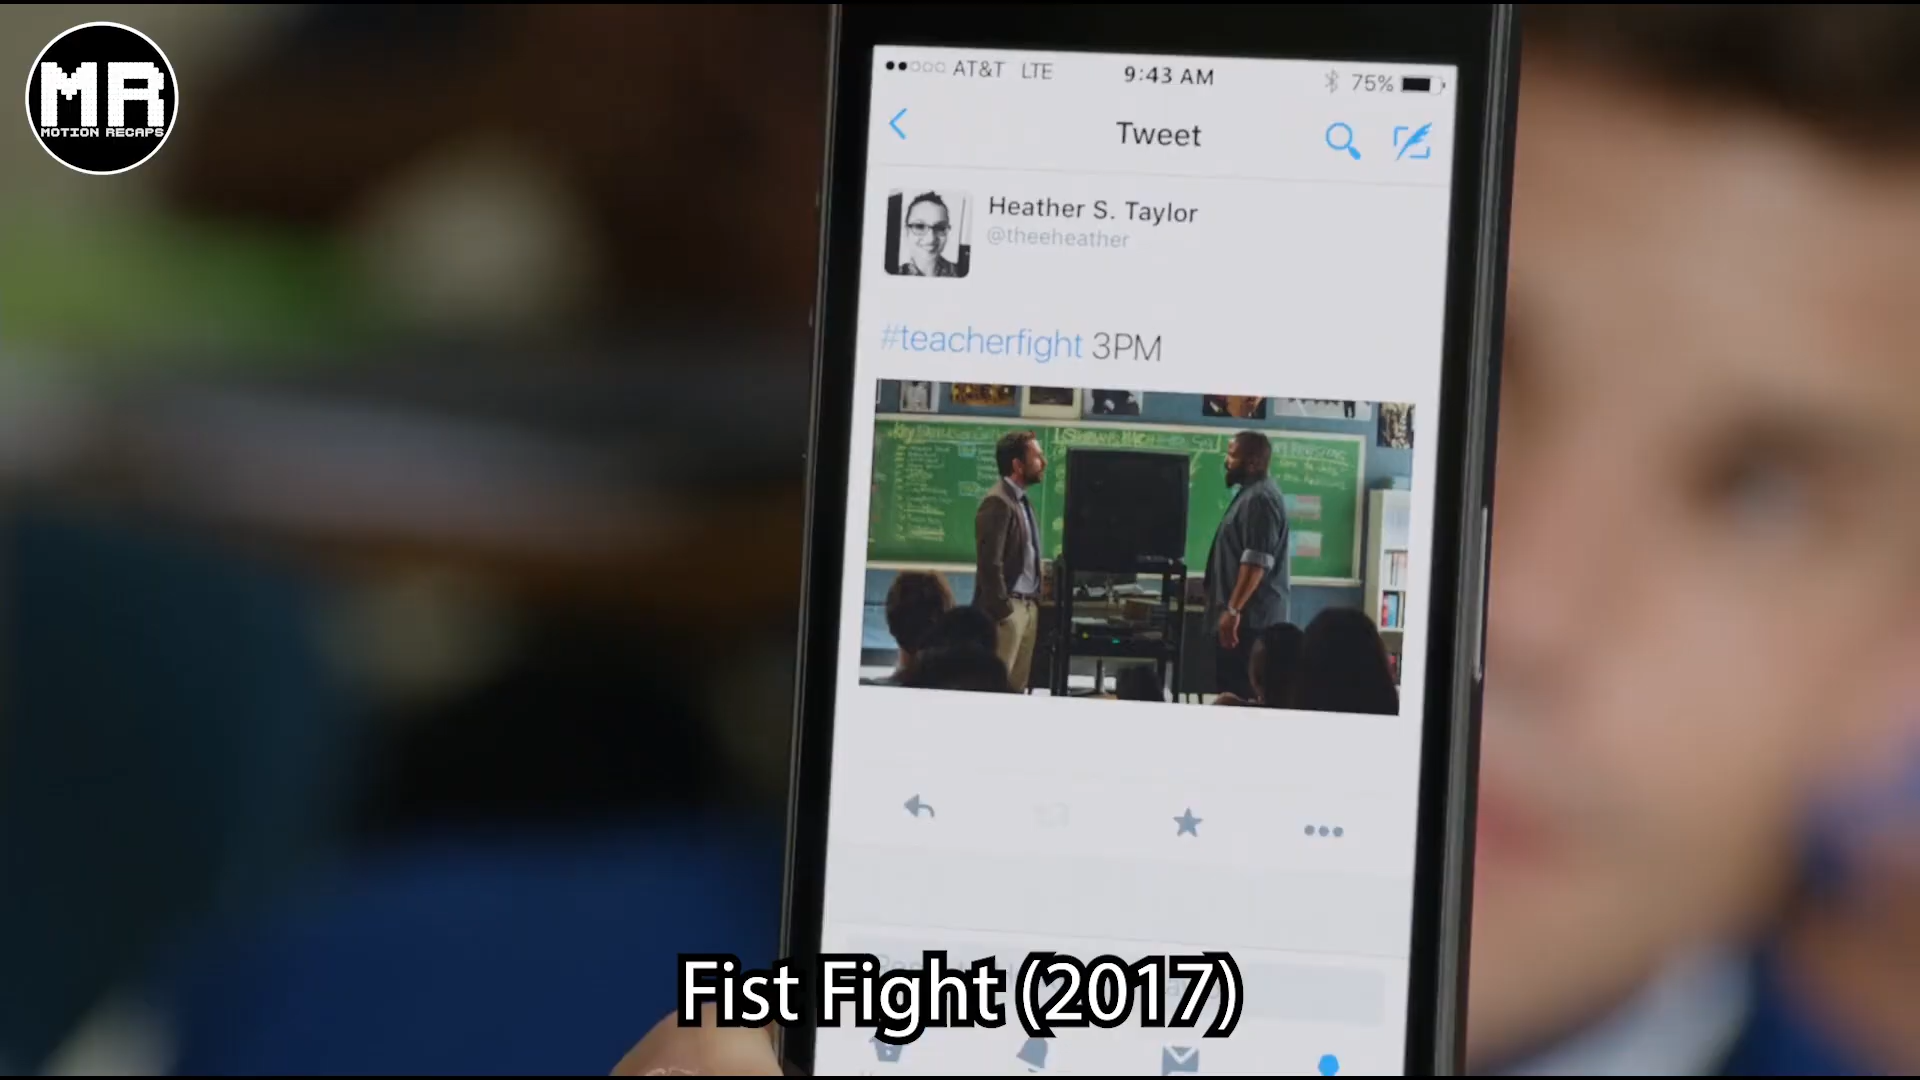 MR
MOTION RECAPS
AT&T LTE 9:43 AM 75%
Tweet
Heather S. Taylor
@theeheather
#teacherfight 3PM
Fist Fight (2017)